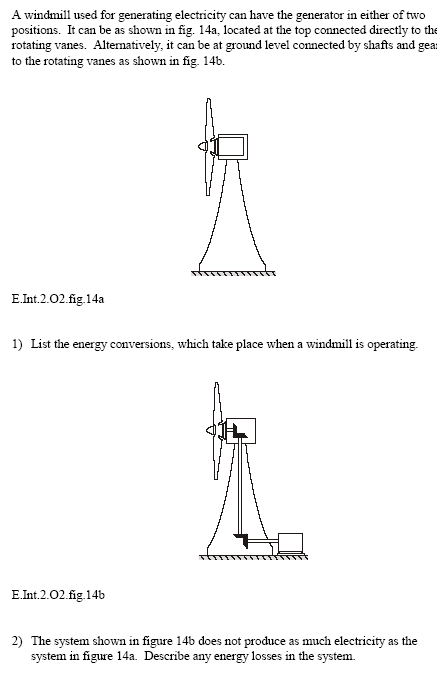 A windmill used for generating electricity can have the generator in either of two
positions. It can be as shown in fig. 14a, located at the top connected directly to the
rotating vanes. Alternatively, it can be at ground level connected by shafts and gea
to the rotating vanes as shown in fig. 14b.
E.Int.2.O2.fig.14a
1) List the energy conversions, which take place when a windmill is operating.
E.Int.2.O2.fig.14b
2) The system shown in figure 14b does not produce as much electricity as the
system in figure 14a. Describe any energy losses in the system.